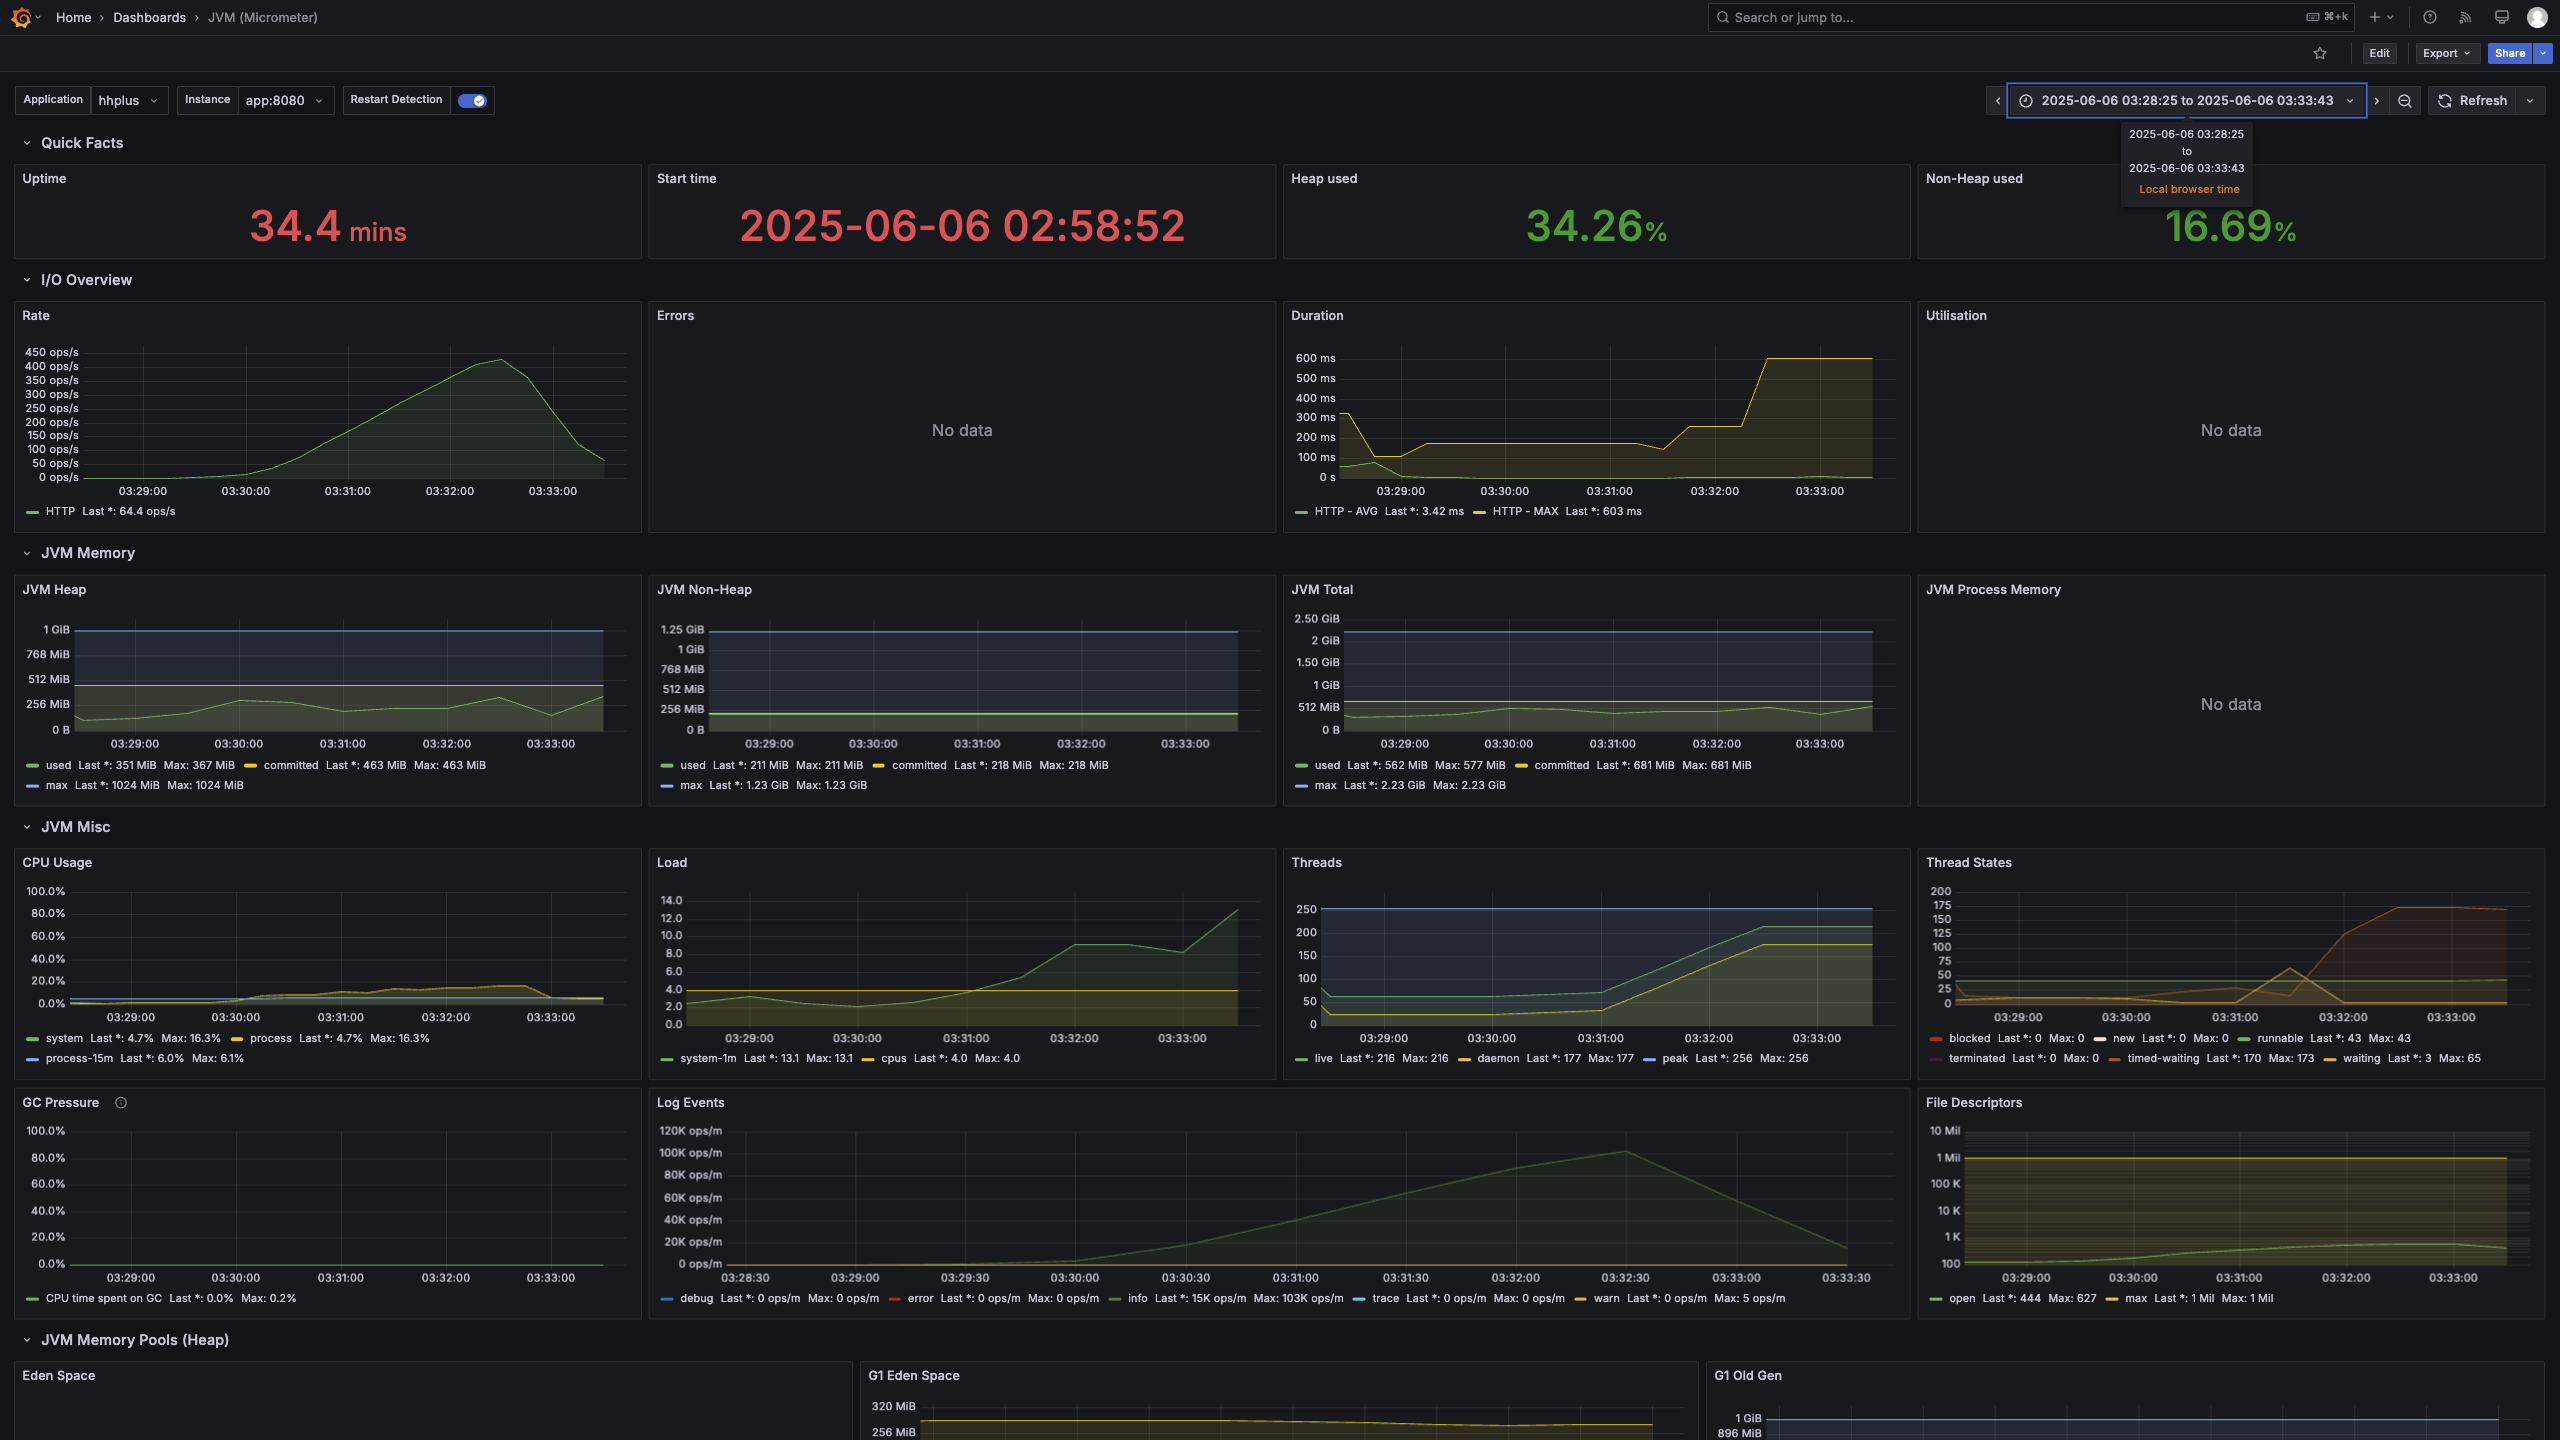 Home › Dashboards › JVM (Micrometer)
Search or jump to...
⌘+k
Edit
Export
Share
Application
hhplus
Instance
app:8080
Restart Detection
2025-06-06 03:28:25 to 2025-06-06 03:33:43
Refresh
2025-06-06 03:28:25
to
2025-06-06 03:33:43
Local browser time
Quick Facts
Uptime
34.4 mins
Start time
2025-06-06 02:58:52
Heap used
34.26%
Non-Heap used
16.69%
I/O Overview
Rate
450 ops/s
400 ops/s
350 ops/s
300 ops/s
250 ops/s
200 ops/s
150 ops/s
100 ops/s
50 ops/s
0 ops/s
03:29:00 03:30:00 03:31:00 03:32:00 03:33:00
HTTP Last *: 64.4 ops/s
Errors
No data
Duration
600 ms
500 ms
400 ms
300 ms
200 ms
100 ms
0 s
03:29:00 03:30:00 03:31:00 03:32:00 03:33:00
HTTP - AVG Last *: 3.42 ms HTTP - MAX Last *: 603 ms
Utilisation
No data
JVM Memory
JVM Heap
1 GiB
768 MiB
512 MiB
256 MiB
0 B
03:29:00 03:30:00 03:31:00 03:32:00 03:33:00
used Last *: 351 MiB Max: 367 MiB committed Last *: 463 MiB Max: 463 MiB
max Last *: 1024 MiB Max: 1024 MiB
JVM Non-Heap
1.25 GiB
1 GiB
768 MiB
512 MiB
256 MiB
0 B
03:29:00 03:30:00 03:31:00 03:32:00 03:33:00
used Last *: 211 MiB Max: 211 MiB committed Last *: 218 MiB Max: 218 MiB
max Last *: 1.23 GiB Max: 1.23 GiB
JVM Total
2.50 GiB
2 GiB
1.50 GiB
1 GiB
512 MiB
0 B
03:29:00 03:30:00 03:31:00 03:32:00 03:33:00
used Last *: 562 MiB Max: 577 MiB committed Last *: 681 MiB Max: 681 MiB
max Last *: 2.23 GiB Max: 2.23 GiB
JVM Process Memory
No data
JVM Misc
CPU Usage
100.0%
80.0%
60.0%
40.0%
20.0%
0.0%
03:29:00 03:30:00 03:31:00 03:32:00 03:33:00
system Last *: 4.7% Max: 16.3% process Last *: 4.7% Max: 16.3%
process-15m Last *: 6.0% Max: 6.1%
Load
14.0
12.0
10.0
8.0
6.0
4.0
2.0
0.0
03:29:00 03:30:00 03:31:00 03:32:00 03:33:00
system-1m Last *: 13.1 Max: 13.1 cpus Last *: 4.0 Max: 4.0
Threads
250
200
150
100
50
0
03:29:00 03:30:00 03:31:00 03:32:00 03:33:00
live Last *: 216 Max: 216 daemon Last *: 177 Max: 177 peak Last *: 256 Max: 256
Thread States
200
175
150
125
100
75
50
25
0
03:29:00 03:30:00 03:31:00 03:32:00 03:33:00
blocked Last *: 0 Max: 0 new Last *: 0 Max: 0 runnable Last *: 43 Max: 43
terminated Last *: 0 Max: 0 timed-waiting Last *: 170 Max: 173 waiting Last *: 3 Max: 65
GC Pressure
100.0%
80.0%
60.0%
40.0%
20.0%
0.0%
03:29:00 03:30:00 03:31:00 03:32:00 03:33:00
CPU time spent on GC Last *: 0.0% Max: 0.2%
Log Events
120K ops/m
100K ops/m
80K ops/m
60K ops/m
40K ops/m
20K ops/m
0 ops/m
03:28:30 03:29:00 03:29:30 03:30:00 03:30:30 03:31:00 03:31:30 03:32:00 03:32:30 03:33:00 03:33:30
debug Last *: 0 ops/m Max: 0 ops/m error Last *: 0 ops/m Max: 0 ops/m info Last *: 15K ops/m Max: 103K ops/m trace Last *: 0 ops/m Max: 0 ops/m warn Last *: 0 ops/m Max: 5 ops/m
File Descriptors
10 Mil
1 Mil
100 K
10 K
1 K
100
03:29:00 03:30:00 03:31:00 03:32:00 03:33:00
open Last *: 444 Max: 627 max Last *: 1 Mil Max: 1 Mil
JVM Memory Pools (Heap)
Eden Space
G1 Eden Space
320 MiB
256 MiB
G1 Old Gen
1 GiB
896 MiB